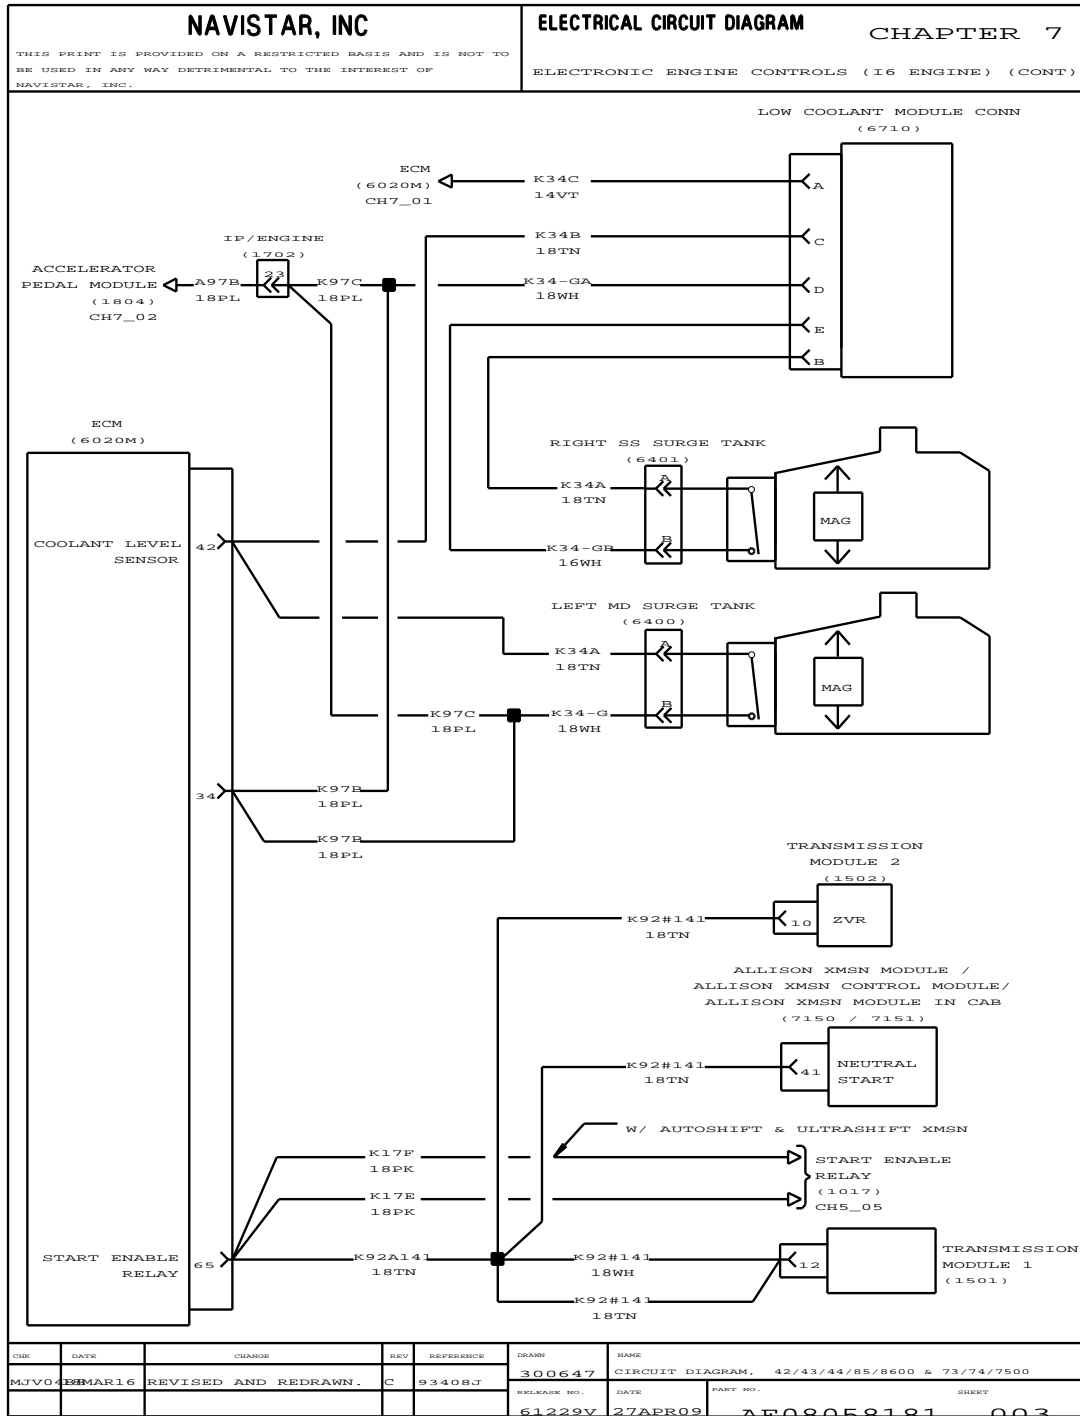 NAVISTAR, INC
THIS PRINT IS PROVIDED ON A RESTRICTED BASIS AND IS NOT TO
BE USED IN ANY WAY DETRIMENTAL TO THE INTEREST OF
NAVISTAR, INC.
ELECTRICAL CIRCUIT DIAGRAM
CHAPTER 7
ELECTRONIC ENGINE CONTROLS (I6 ENGINE) (CONT)
LOW COOLANT MODULE CONN
(6710)
ECM
(6020M)
CH7_01
K34C
14VT
A
K34B
18TN
C
IP/ENGINE
(1702)
23
ACCELERATOR
PEDAL MODULE
(1804)
CH7_02
A97B
18PL
K97C
18PL
K34-GA
18WH
D
E
B
ECM
(6020M)
RIGHT SS SURGE TANK
(6401)
A
K34A
18TN
MAG
COOLANT LEVEL
SENSOR
42
B
K34-GB
16WH
LEFT MD SURGE TANK
(6400)
A
K34A
18TN
MAG
K97C
18PL
B
K34-G
18WH
34
K97B
18PL
K97B
18PL
TRANSMISSION
MODULE 2
(1502)
K92#141
18TN
10
ZVR
ALLISON XMSN MODULE /
ALLISON XMSN CONTROL MODULE/
ALLISON XMSN MODULE IN CAB
(7150 / 7151)
K92#141
18TN
41
NEUTRAL
START
W/ AUTOSHIFT & ULTRASHIFT XMSN
K17F
18PK
START ENABLE
RELAY
(1017)
CH5_05
K17E
18PK
START ENABLE
RELAY
65
K92A141
18TN
K92#141
18WH
12
TRANSMISSION
MODULE 1
(1501)
K92#141
18TN
CHK DATE CHANGE REV REFERENCE
REVISED AND REDRAWN. C 93408J
DRAWN
300647
NAME
CIRCUIT DIAGRAM, 42/43/44/85/8600 & 73/74/7500
RELEASE NO.
61229V
DATE
27APR09
PART NO.
AF08058181
SHEET
003